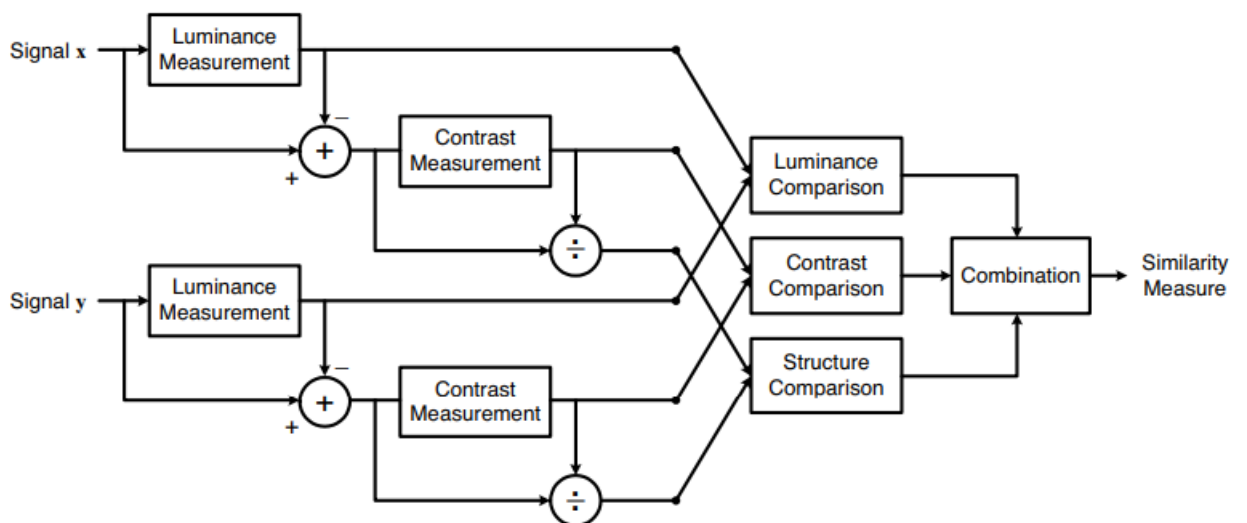 Signal x
Luminance
Measurement
−
+
+
Contrast
Measurement
÷
Signal y
Luminance
Measurement
−
+
+
Contrast
Measurement
÷
Luminance
Comparison
Contrast
Comparison
Structure
Comparison
Combination
Similarity
Measure